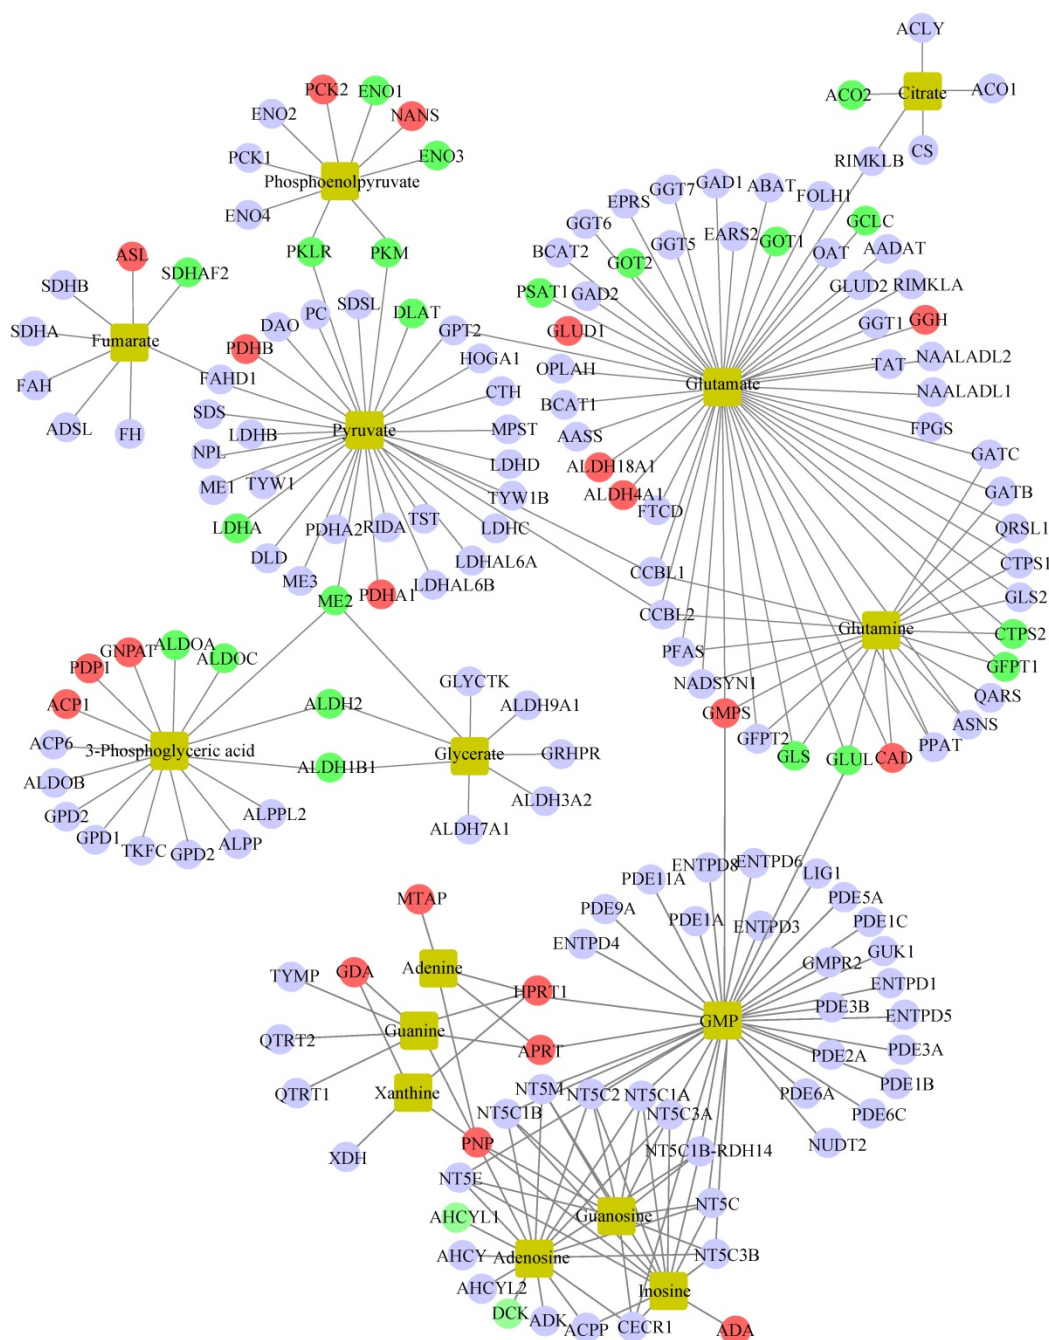 ACLY
Citrate
ACO2
ACO1
CS
RIMKLB
PCK2
ENO1
ENO2
NANS
PCK1
ENO3
Phosphoenolpyruvate
ENO4
PKLR
PKM
ASL
SDHAF2
SDHB
SDHA
Fumarate
FAH
FAHD1
ADSL
FH
SDSL
PC
DLAT
DAO
GPT2
PDHB
HOGA1
CTH
SDS
LDHB
Pyruvate
MPST
NPL
LDHD
ME1
TYW1
TYW1B
LDHA
PDHA2
RIDA
TST
LDHC
DLD
LDHAL6A
ME3
LDHAL6B
ME2
PDHA1
GGT7
GAD1
ABAT
EPRS
FOLH1
GGT6
GCLC
BCAT2
GGT5
EARS2
GOT1
OAT
AADAT
GOT2
PSAT1
GAD2
GLUD2
RIMKLA
GLUD1
GGT1
GGH
OPLAH
Glutamate
TAT
NAALADL2
NAALADL1
BCAT1
AASS
FPGS
ALDH18A1
GATC
ALDH4A1
FTCD
GATB
QRSL1
CTPS1
CCBL1
GLS2
CCBL2
Glutamine
CTPS2
PFAS
GFPT1
NADSYN1
QARS
GMPS
ASNS
GFPT2
PPAT
GLS
GLUL
CAD
GNPAT
ALDOA
PDP1
ALDOC
ACP1
ALDH2
GLYCTK
ALDH9A1
ACP6
3-Phosphoglyceric acid
Glycerate
GRHPR
ALDOB
ALDH1B1
GPD2
ALPPL2
ALDH3A2
GPD1
TKFC
GPD2
ALPP
ALDH7A1
ENTPD8
ENTPD6
PDE11A
LIG1
PDE9A
PDE5A
PDE1A
ENTPD3
PDE1C
ENTPD4
GMPR2
GUK1
ENTPD1
PDE3B
ENTPD5
GMP
PDE2A
PDE3A
PDE6A
PDE1B
PDE6C
NUDT2
MTAP
TYMP
GDA
Adenine
HPRT1
QTRT2
Guanine
APRT
QTRT1
Xanthine
XDH
PNP
NT5M
NT5C2
NT5C1A
NT5C1B
NT5C3A
NT5C1B-RDH14
NT5E
AHCYL1
Guanosine
NT5C
AHCY
Adenosine
NT5C3B
AHCYL2
Inosine
DCK
ADK
ACPP
CECR1
ADA